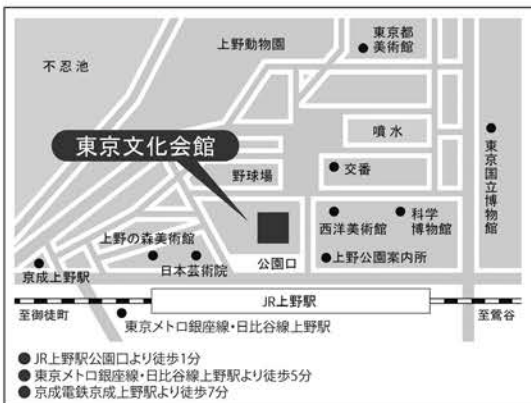 上野動物園
東京都
美術館
不忍池
噴水
東京文化会館
野球場
交番
東京国立博物館
西洋美術館
科学
博物館
上野の森美術館
日本芸術院
公園口
上野公園案内所
京成上野駅
JR上野駅
至御徒町
東京メトロ銀座線・日比谷線上野駅
至鶯谷
●JR上野駅公園口より徒歩1分
●東京メトロ銀座線・日比谷線上野駅より徒歩5分
●京成電鉄京成上野駅より徒歩7分